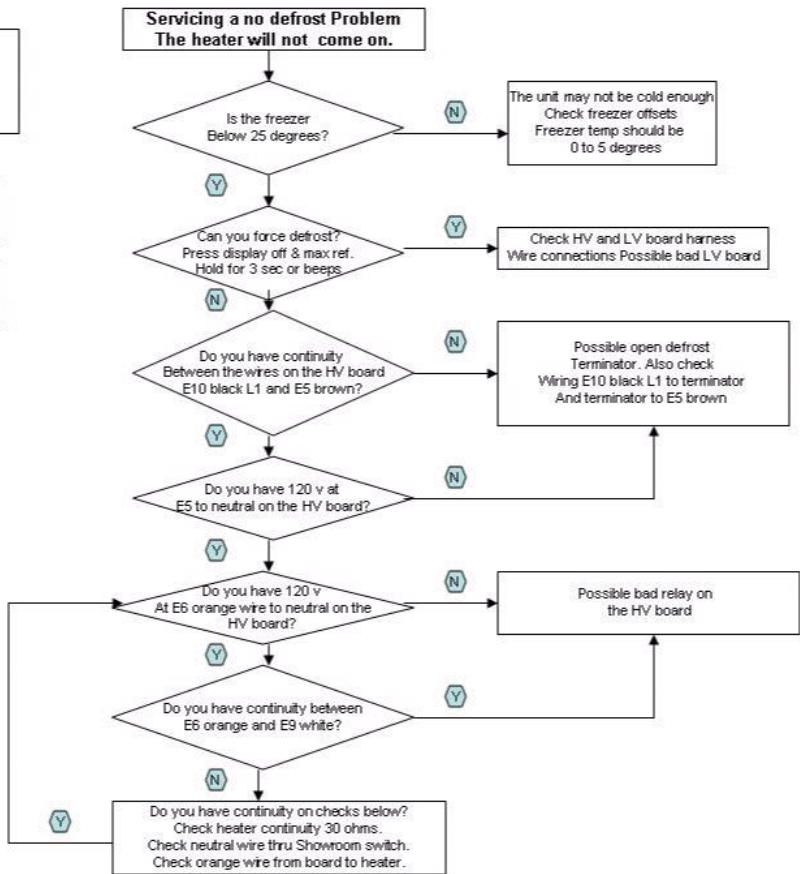 Servicing a no defrost Problem
The heater will not come on.
Is the freezer
Below 25 degrees?
N
The unit may not be cold enough
Check freezer offsets
Freezer temp should be
0 to 5 degrees
Y
Can you force defrost?
Press display off & max ref.
Hold for 3 sec or beeps
Y
Check HV and LV board harness
Wire connections Possible bad LV board
N
Do you have continuity
Between the wires on the HV board
E10 black L1 and E5 brown?
N
Possible open defrost
Terminator. Also check
Wiring E10 black L1 to terminator
And terminator to E5 brown
Y
Do you have 120 v at
E5 to neutral on the HV board?
N
Y
Do you have 120 v
At E6 orange wire to neutral on the
HV board?
N
Possible bad relay on
the HV board
Y
Do you have continuity between
E6 orange and E9 white?
Y
N
Do you have continuity on checks below?
Check heater continuity 30 ohms.
Check neutral wire thru Showroom switch.
Check orange wire from board to heater.
Y